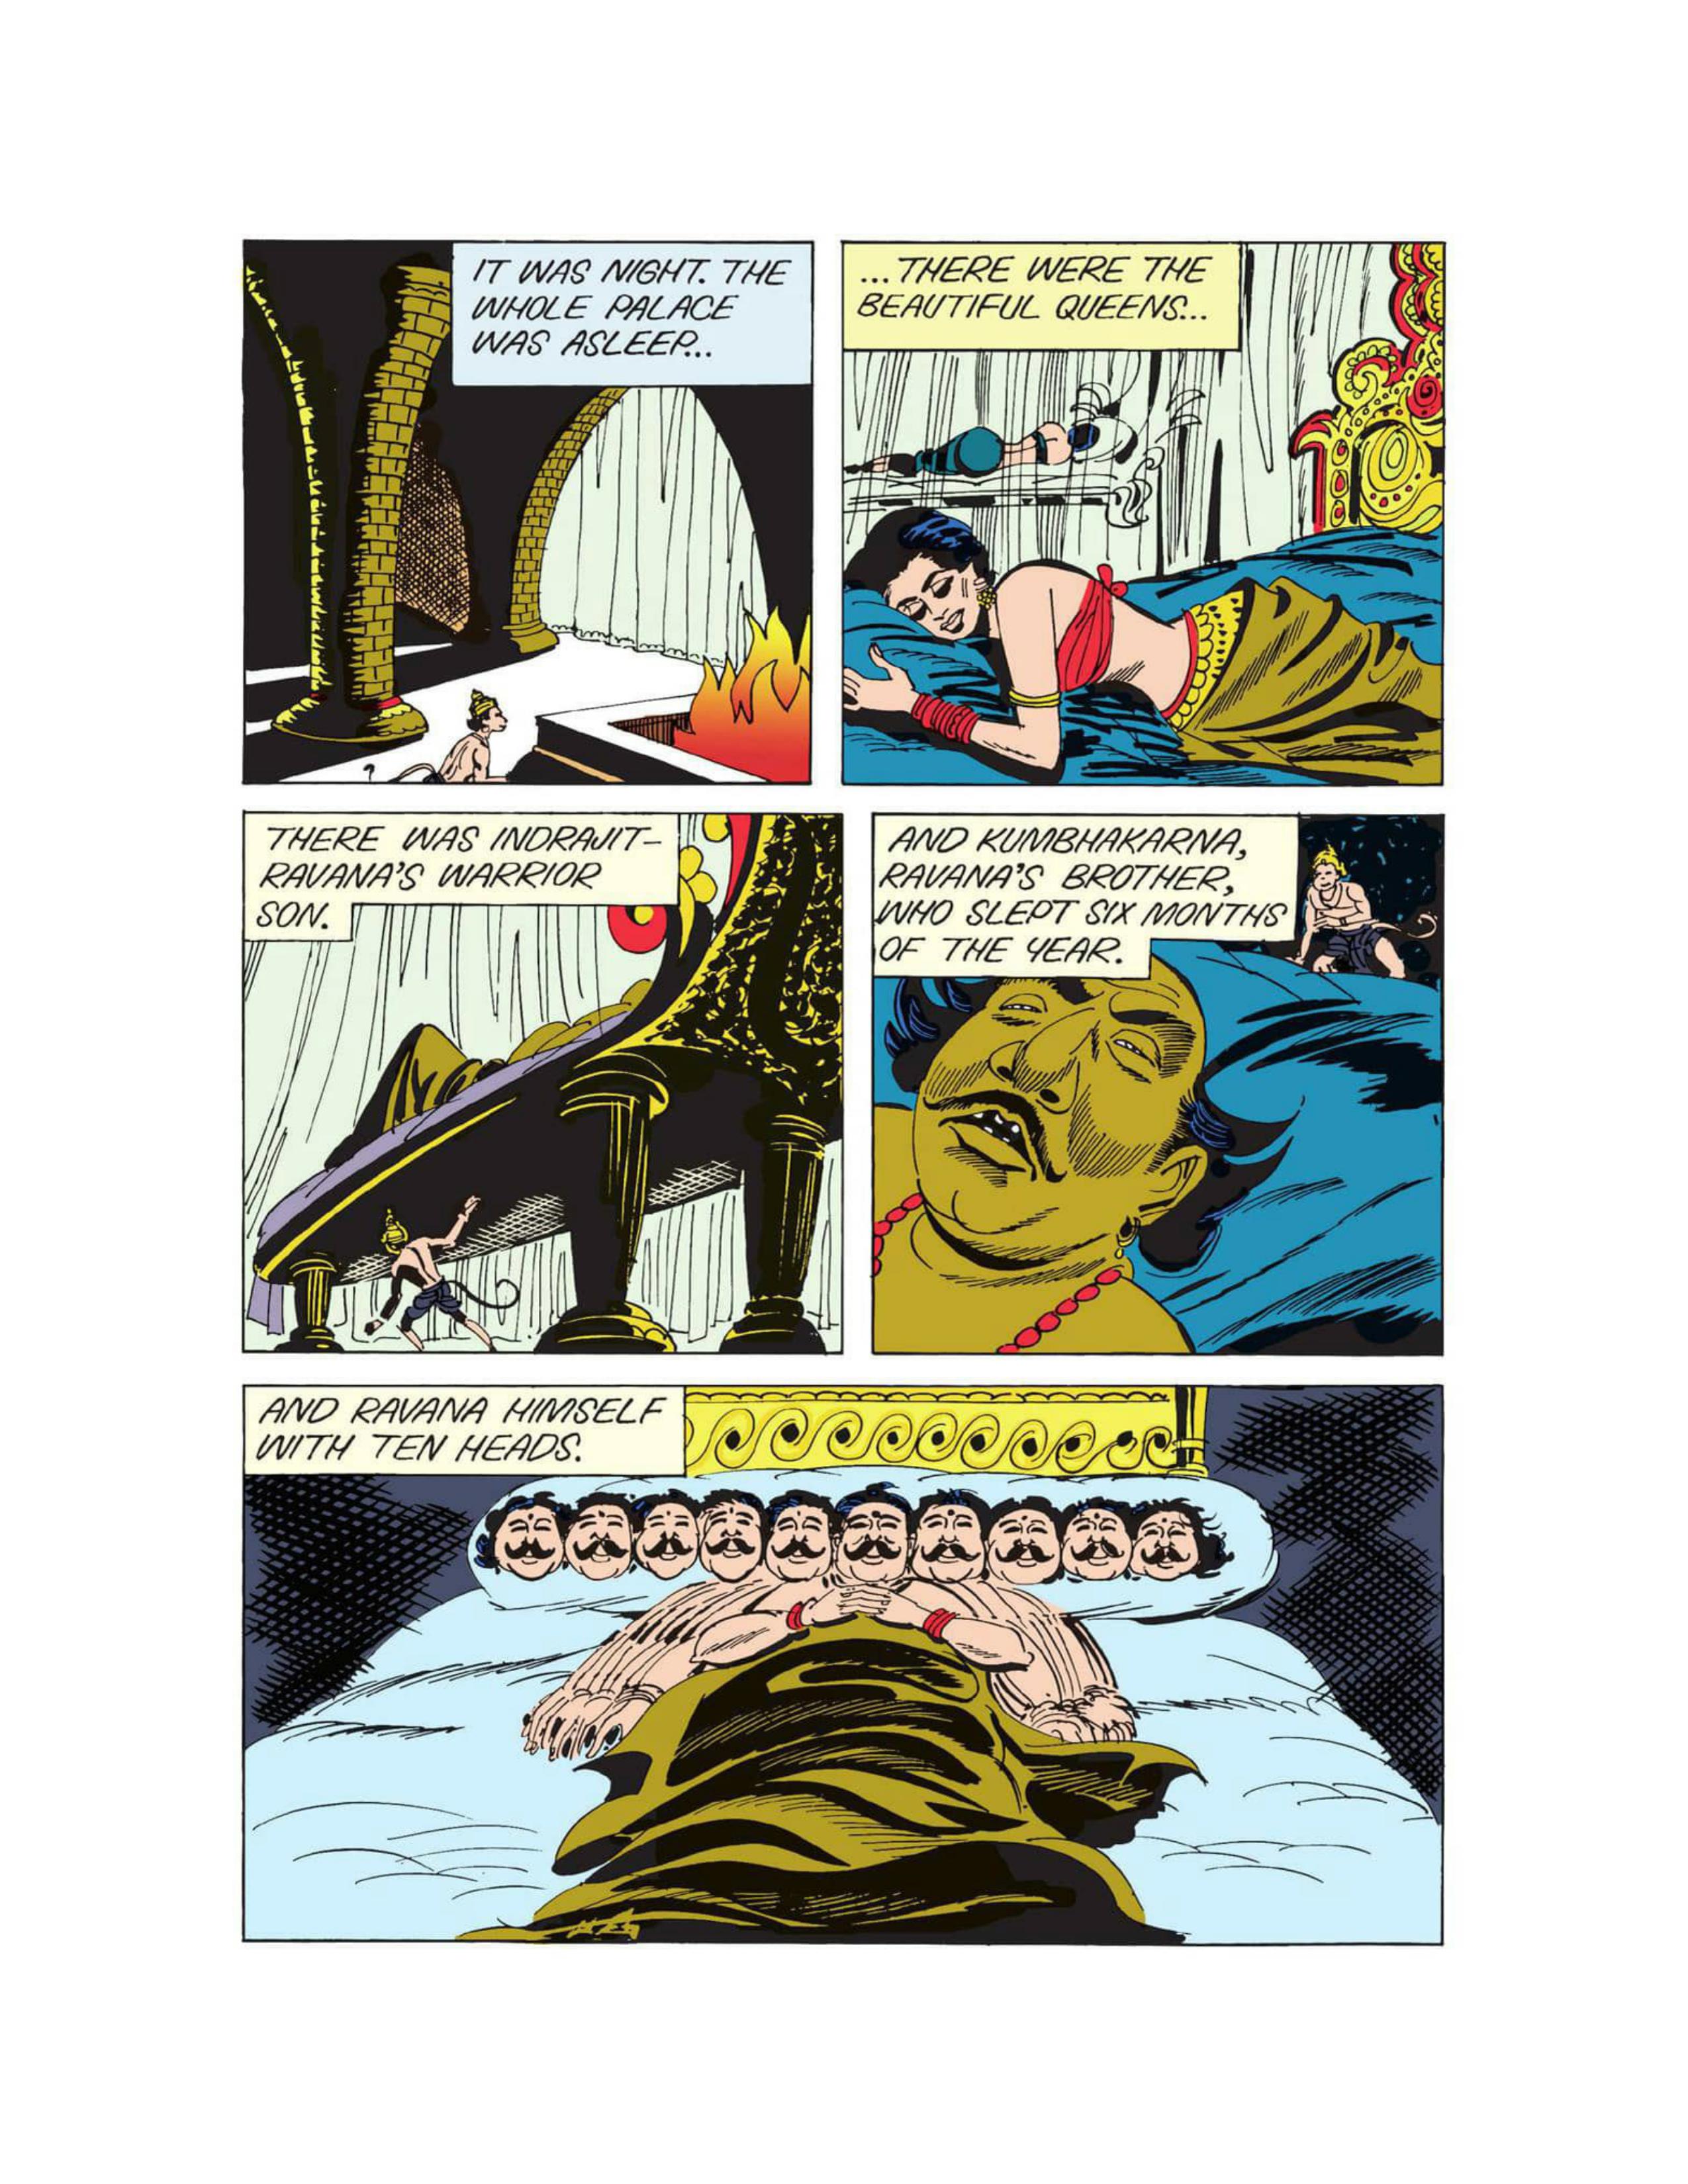 IT WAS NIGHT. THE
WHOLE PALACE
WAS ASLEEP...
...THERE WERE THE
BEAUTIFUL QUEENS...
THERE WAS INDRAJIT-
RAVANA'S WARRIOR
SON.
AND KUMBHAKARNA,
RAVANA'S BROTHER,
WHO SLEPT SIX MONTHS
OF THE YEAR.
AND RAVANA HIMSELF
WITH TEN HEADS.